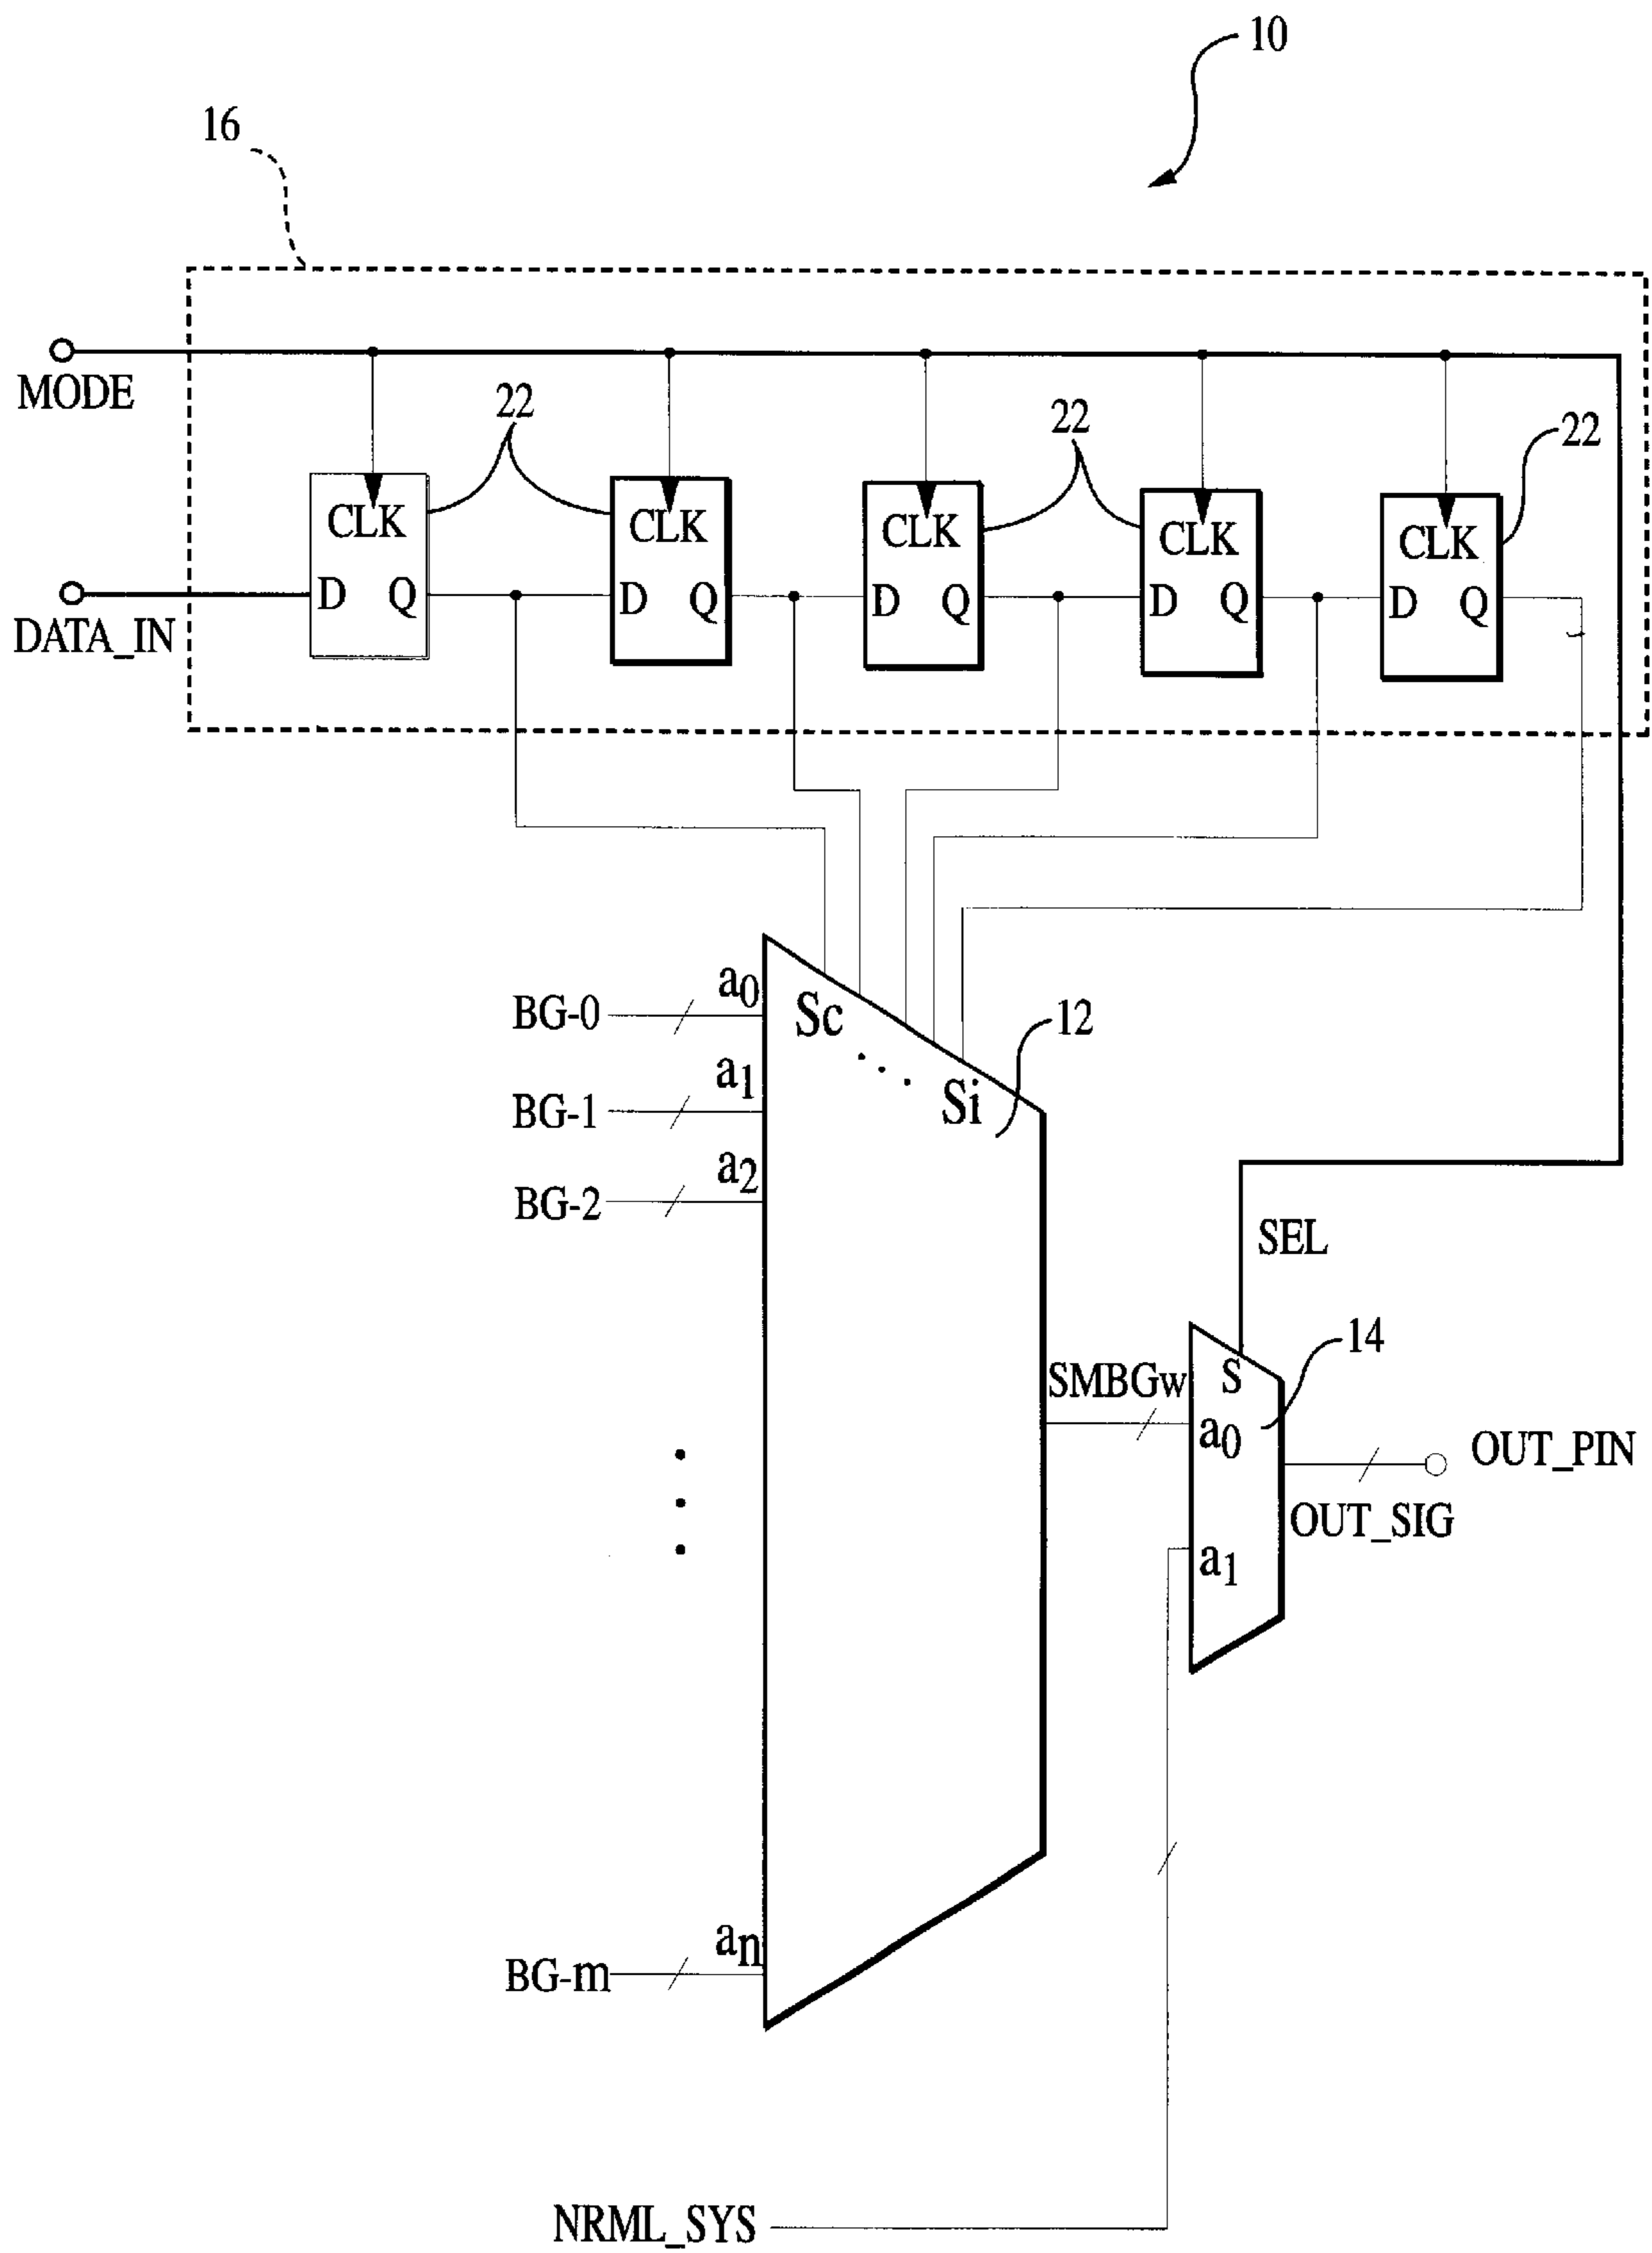 10
16
MODE
22
22
22
CLK
CLK
CLK
CLK
CLK
D Q
D Q
D Q
D Q
D Q
DATA_IN
BG-0
a0
Sc
Si
12
BG-1
a1
BG-2
a2
SEL
14
S
SMBGw
a0
OUT_PIN
OUT_SIG
a1
BG-m
an
NRML_SYS